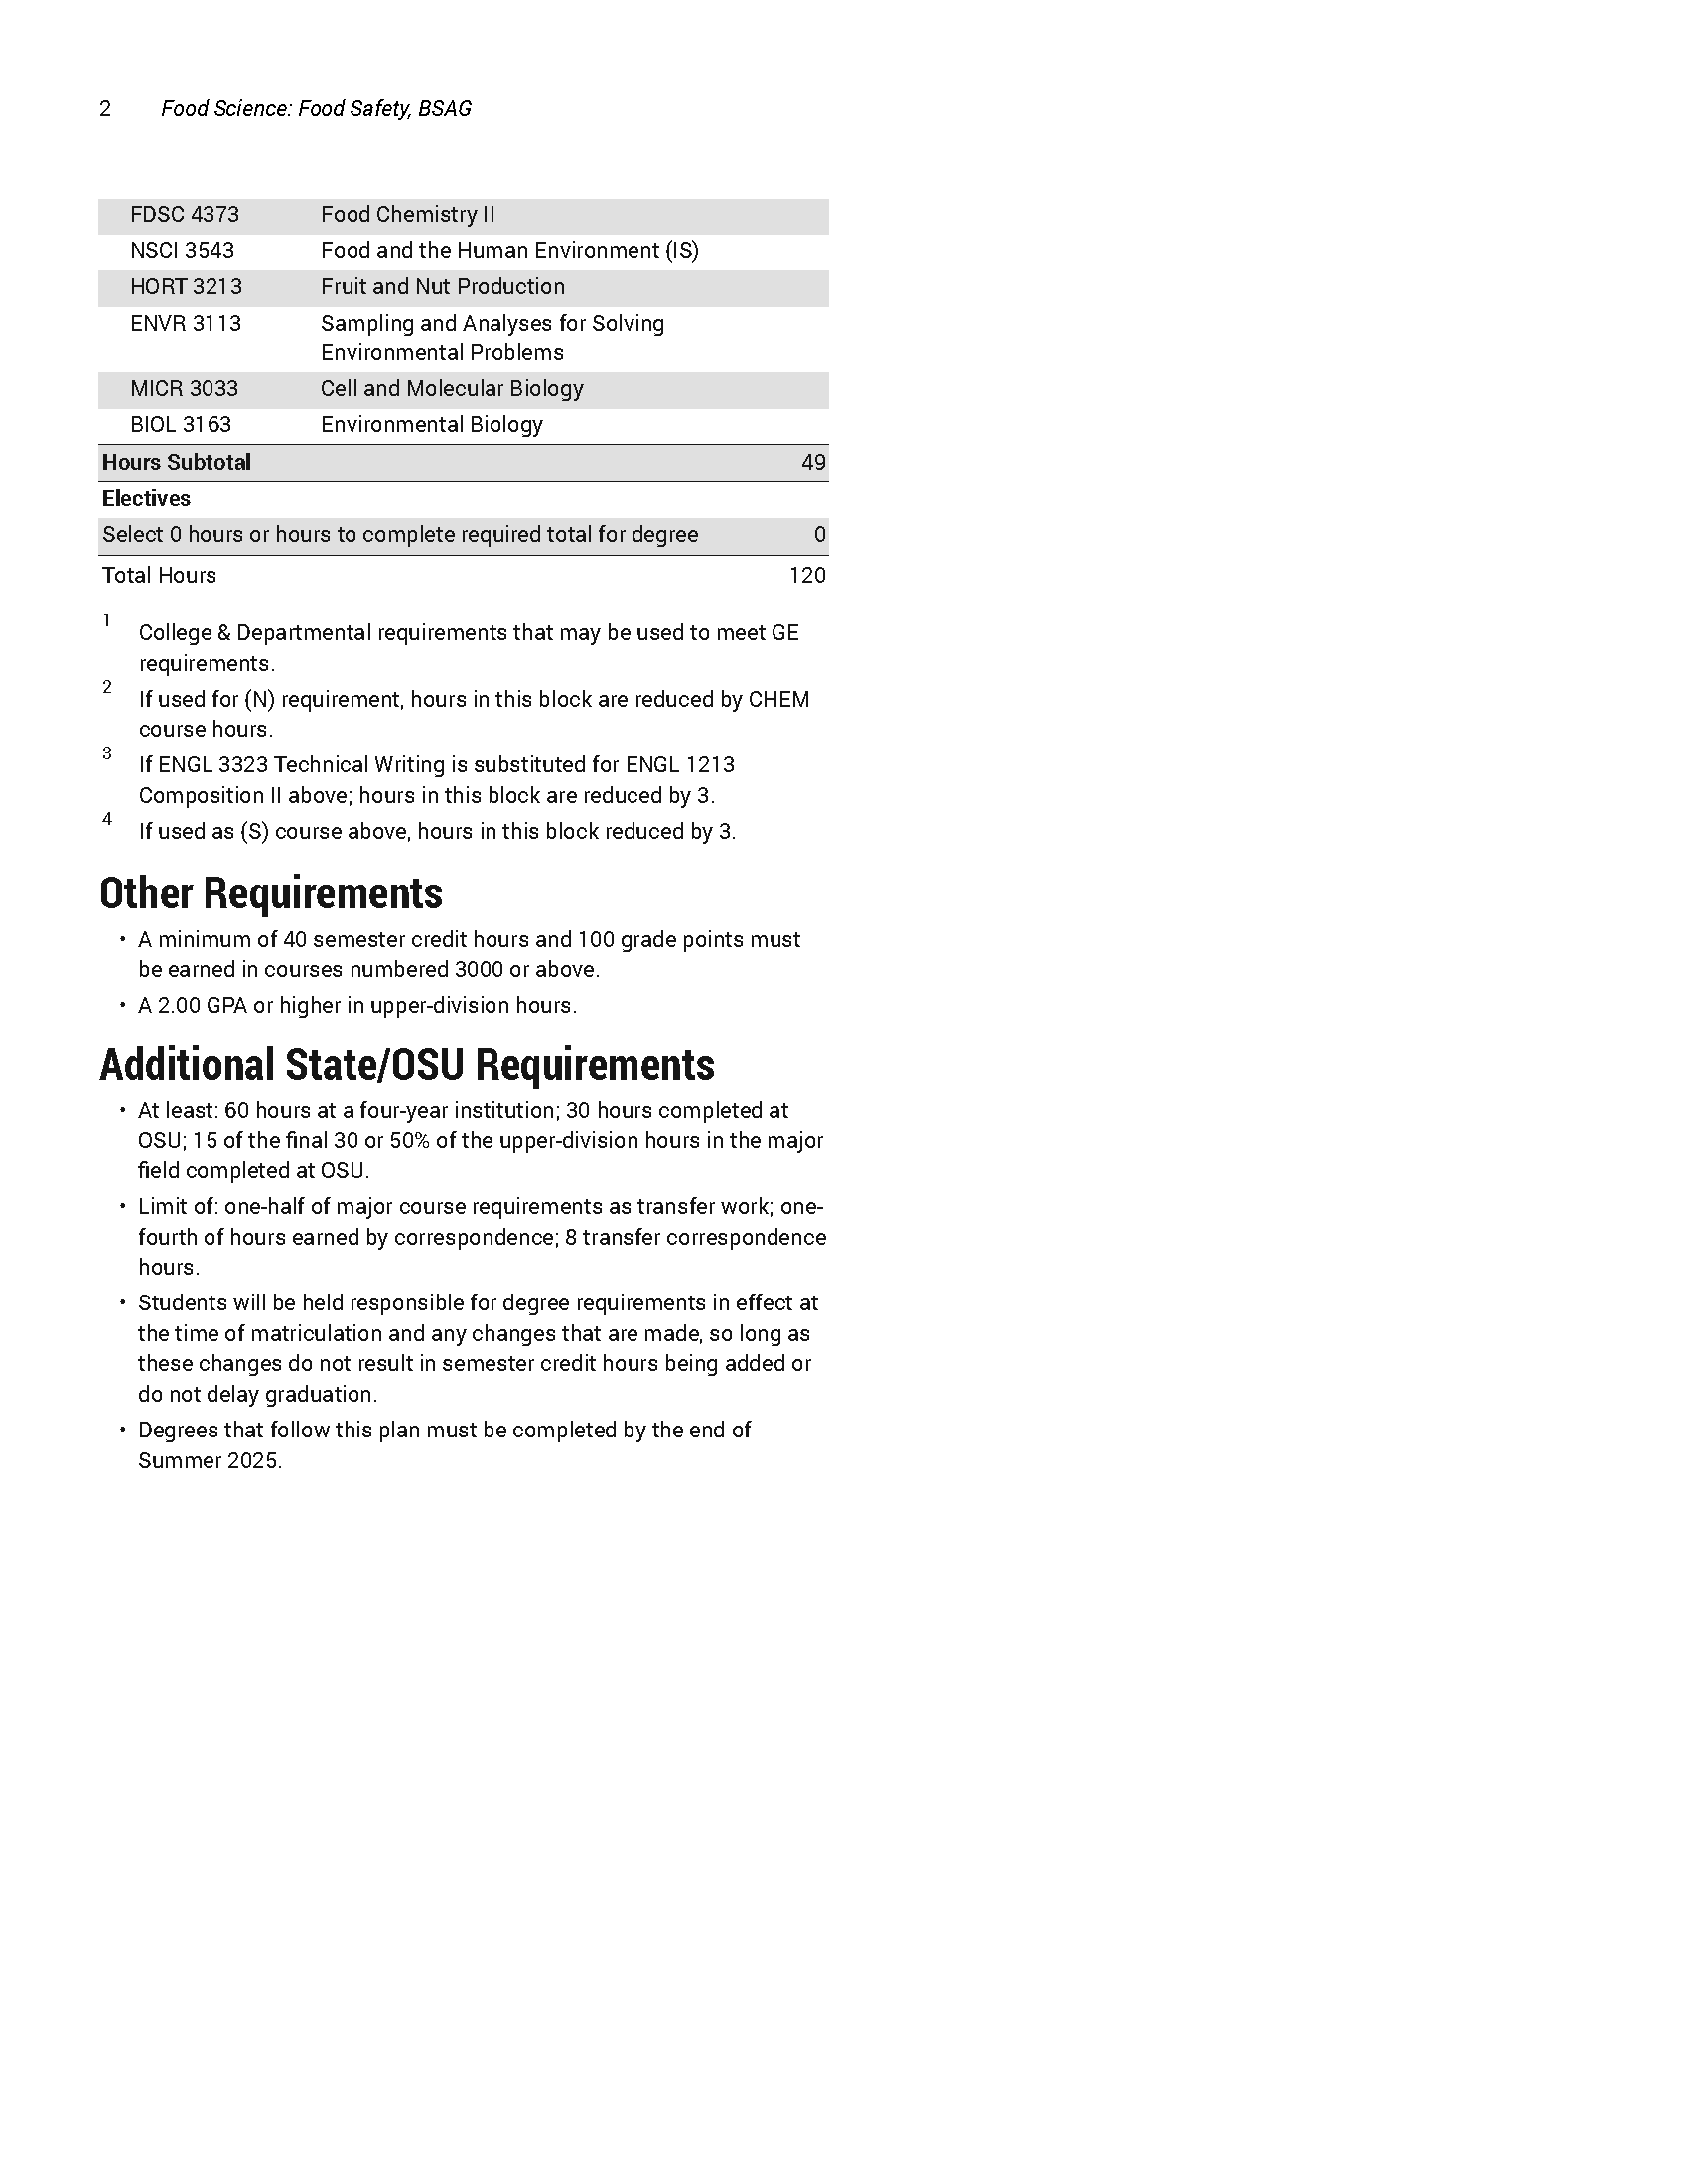 2 Food Science: Food Safety, BSAG
FDSC 4373 Food Chemistry II
NSCI 3543 Food and the Human Environment (IS)
HORT 3213 Fruit and Nut Production
ENVR 3113 Sampling and Analyses for Solving
Environmental Problems
MICR 3033 Cell and Molecular Biology
BIOL 3163 Environmental Biology
Hours Subtotal 49
Electives
Select 0 hours or hours to complete required total for degree 0
Total Hours 120
1 College & Departmental requirements that may be used to meet GE
requirements.
2 If used for (N) requirement, hours in this block are reduced by CHEM
course hours.
3 If ENGL 3323 Technical Writing is substituted for ENGL 1213
Composition II above; hours in this block are reduced by 3.
4 If used as (S) course above, hours in this block reduced by 3.
Other Requirements
• A minimum of 40 semester credit hours and 100 grade points must
be earned in courses numbered 3000 or above.
• A 2.00 GPA or higher in upper-division hours.
Additional State/OSU Requirements
• At least: 60 hours at a four-year institution; 30 hours completed at
OSU; 15 of the final 30 or 50% of the upper-division hours in the major
field completed at OSU.
• Limit of: one-half of major course requirements as transfer work; one-
fourth of hours earned by correspondence; 8 transfer correspondence
hours.
• Students will be held responsible for degree requirements in effect at
the time of matriculation and any changes that are made, so long as
these changes do not result in semester credit hours being added or
do not delay graduation.
• Degrees that follow this plan must be completed by the end of
Summer 2025.